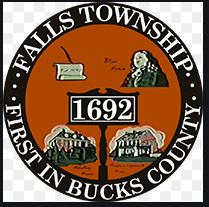 FALLS TOWNSHIP
1692
FIRST IN BUCKS COUNTY